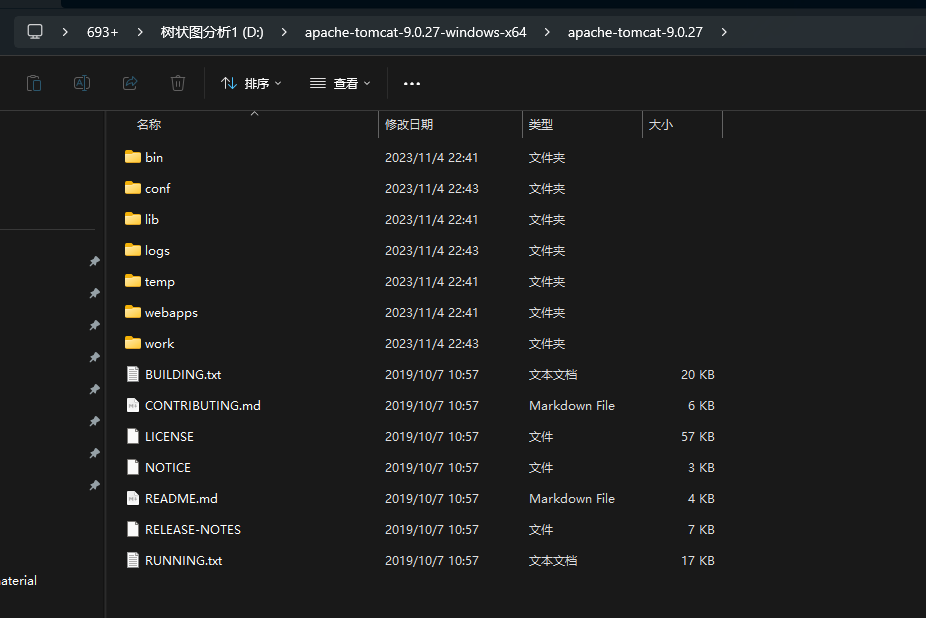 693+ 树状图分析1 (D:) apache-tomcat-9.0.27-windows-x64 apache-tomcat-9.0.27
排序 查看
名称 修改日期 类型 大小
bin 2023/11/4 22:41 文件夹
conf 2023/11/4 22:43 文件夹
lib 2023/11/4 22:41 文件夹
logs 2023/11/4 22:43 文件夹
temp 2023/11/4 22:41 文件夹
webapps 2023/11/4 22:41 文件夹
work 2023/11/4 22:43 文件夹
BUILDING.txt 2019/10/7 10:57 文本文档 20 KB
CONTRIBUTING.md 2019/10/7 10:57 Markdown File 6 KB
LICENSE 2019/10/7 10:57 文件 57 KB
NOTICE 2019/10/7 10:57 文件 3 KB
README.md 2019/10/7 10:57 Markdown File 4 KB
RELEASE-NOTES 2019/10/7 10:57 文件 7 KB
RUNNING.txt 2019/10/7 10:57 文本文档 17 KB
aterial